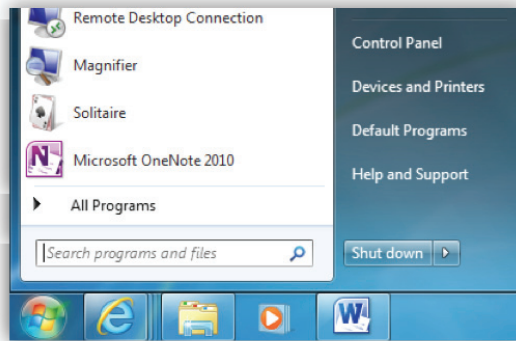 Remote Desktop Connection
Magnifier
Solitaire
Microsoft OneNote 2010
All Programs
Search programs and files
Control Panel
Devices and Printers
Default Programs
Help and Support
Shut down